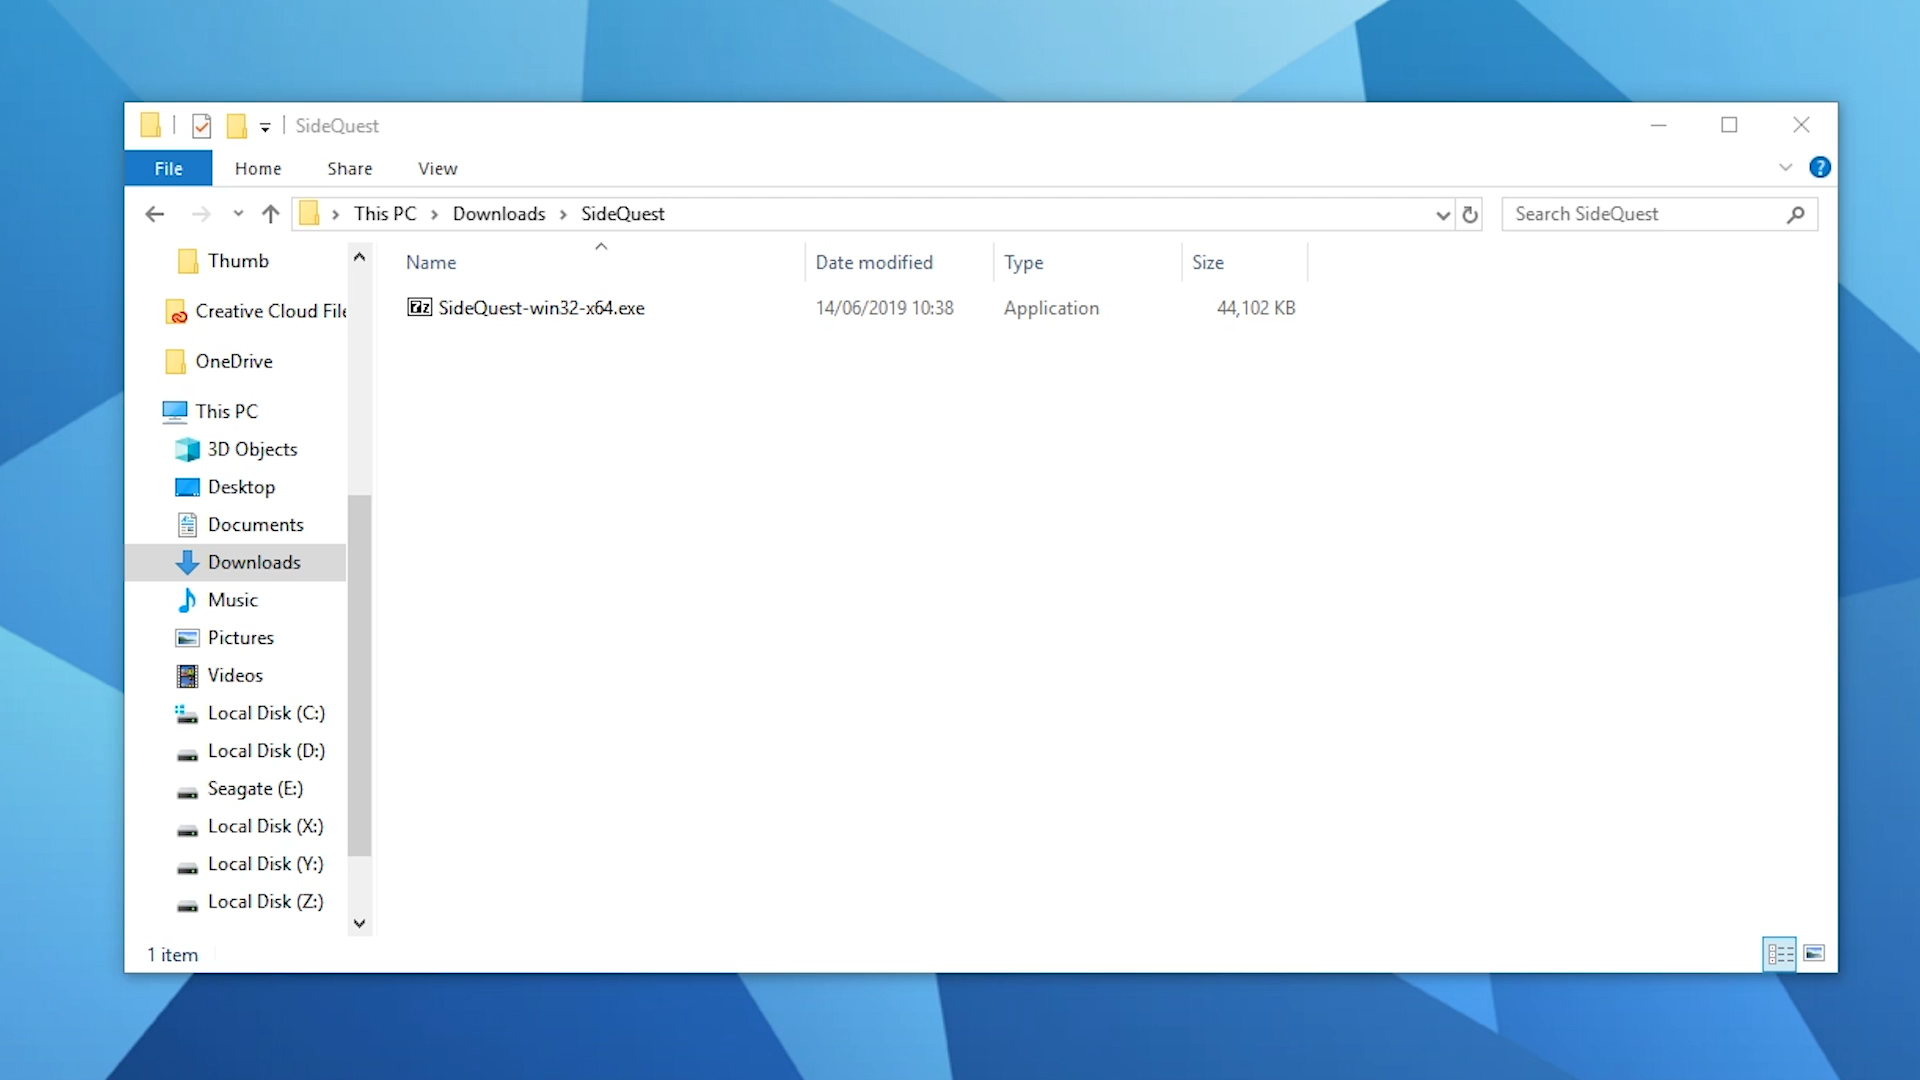 SideQuest
File Home Share View
This PC > Downloads > SideQuest
Search SideQuest
Name Date modified Type Size
7z SideQuest-win32-x64.exe 14/06/2019 10:38 Application 44,102 KB
Thumb
Creative Cloud File
OneDrive
This PC
3D Objects
Desktop
Documents
Downloads
Music
Pictures
Videos
Local Disk (C:)
Local Disk (D:)
Seagate (E:)
Local Disk (X:)
Local Disk (Y:)
Local Disk (Z:)
1 item